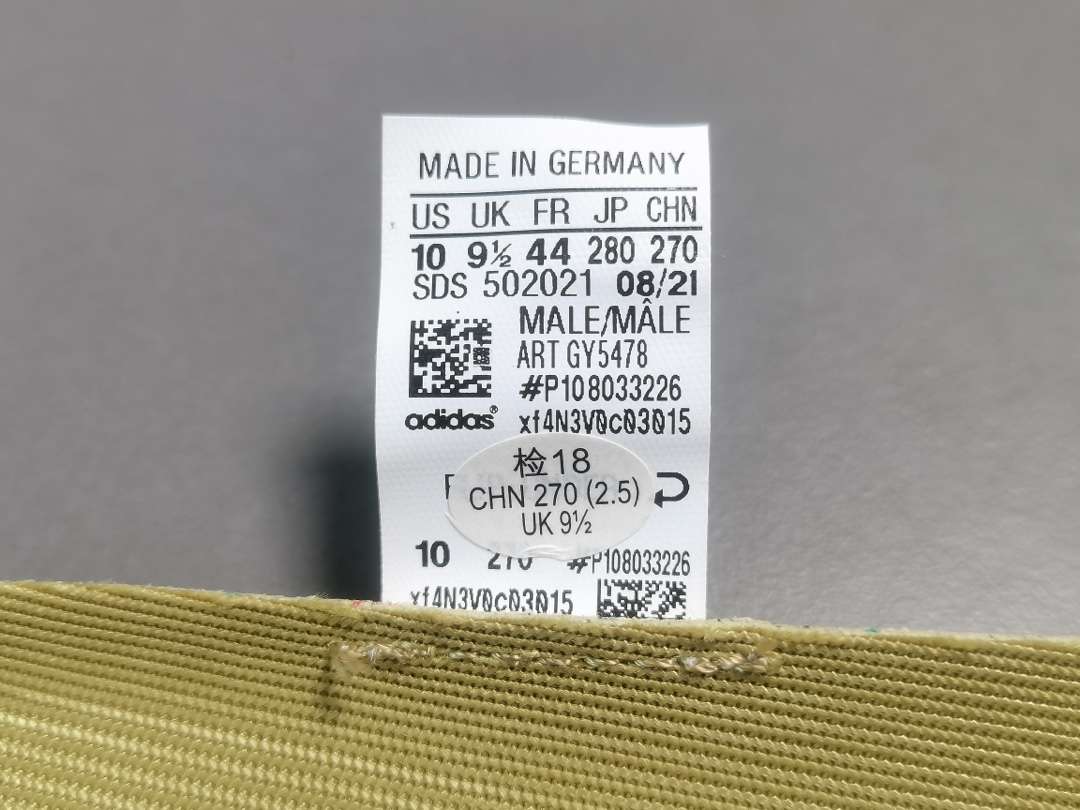 MADE IN GERMANY
US UK FR JP CHN
10 9½ 44 280 270
SDS 502021 08/21
MALE/MÂLE
ART GY5478
#P108033226
adidas®
xf4N3V0c03015
检18
CHN 270 (2.5)
UK 9½
10 270 #P108033226
xf4N3V0c03015